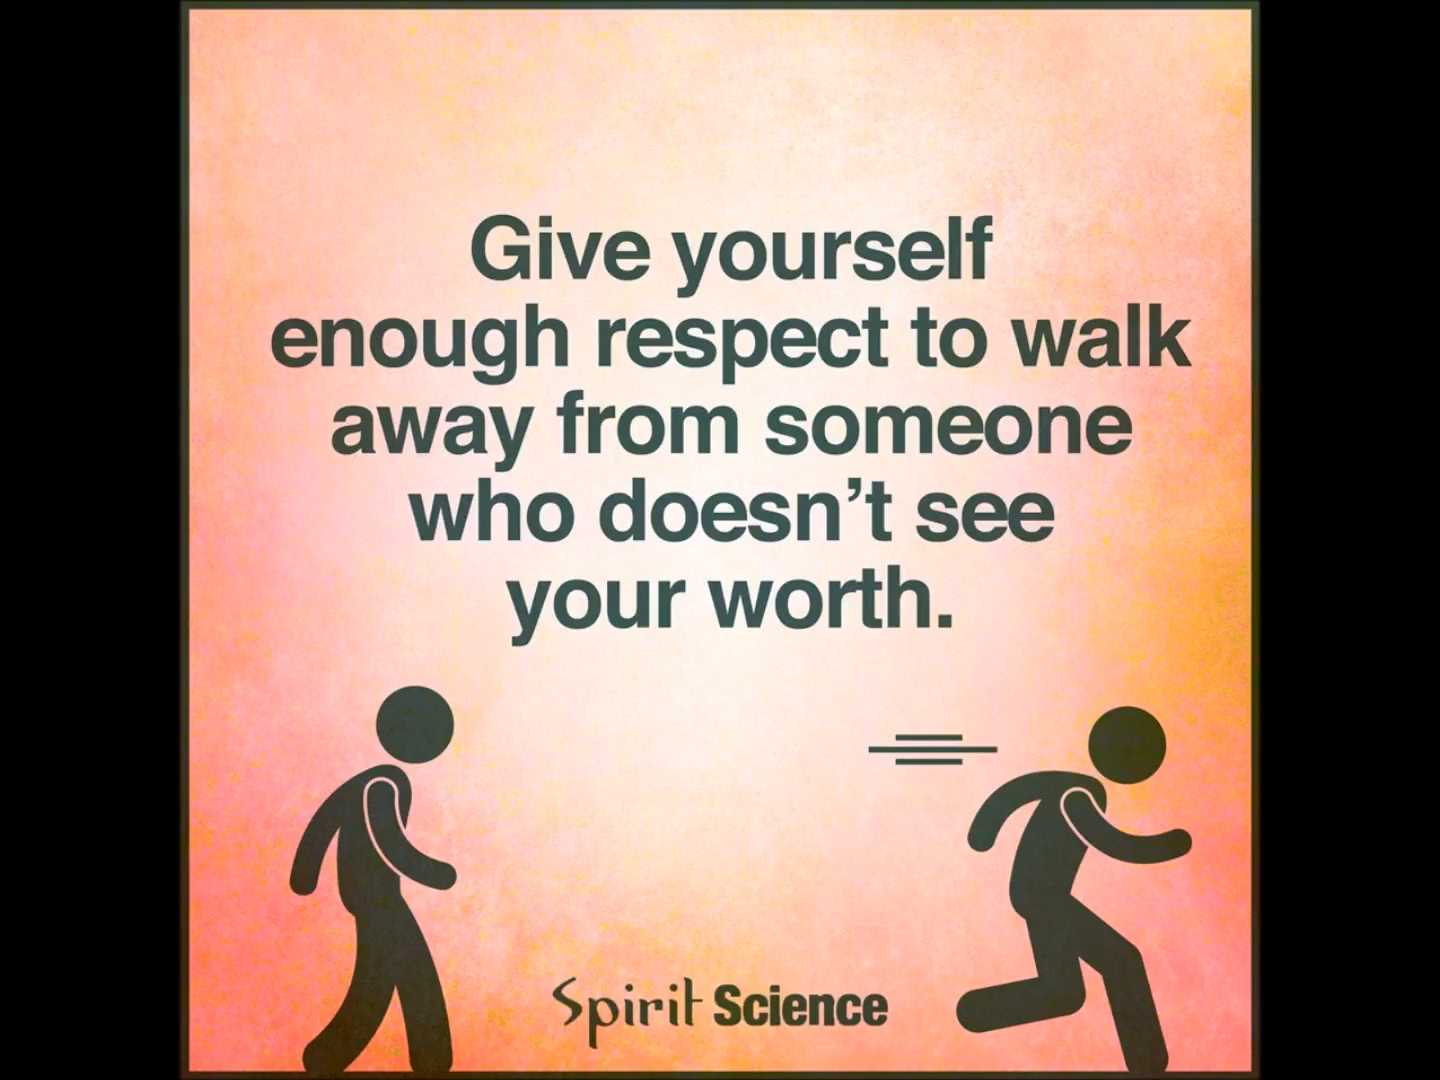 Give yourself
enough respect to walk
away from someone
who doesn’t see
your worth.
Spirit Science